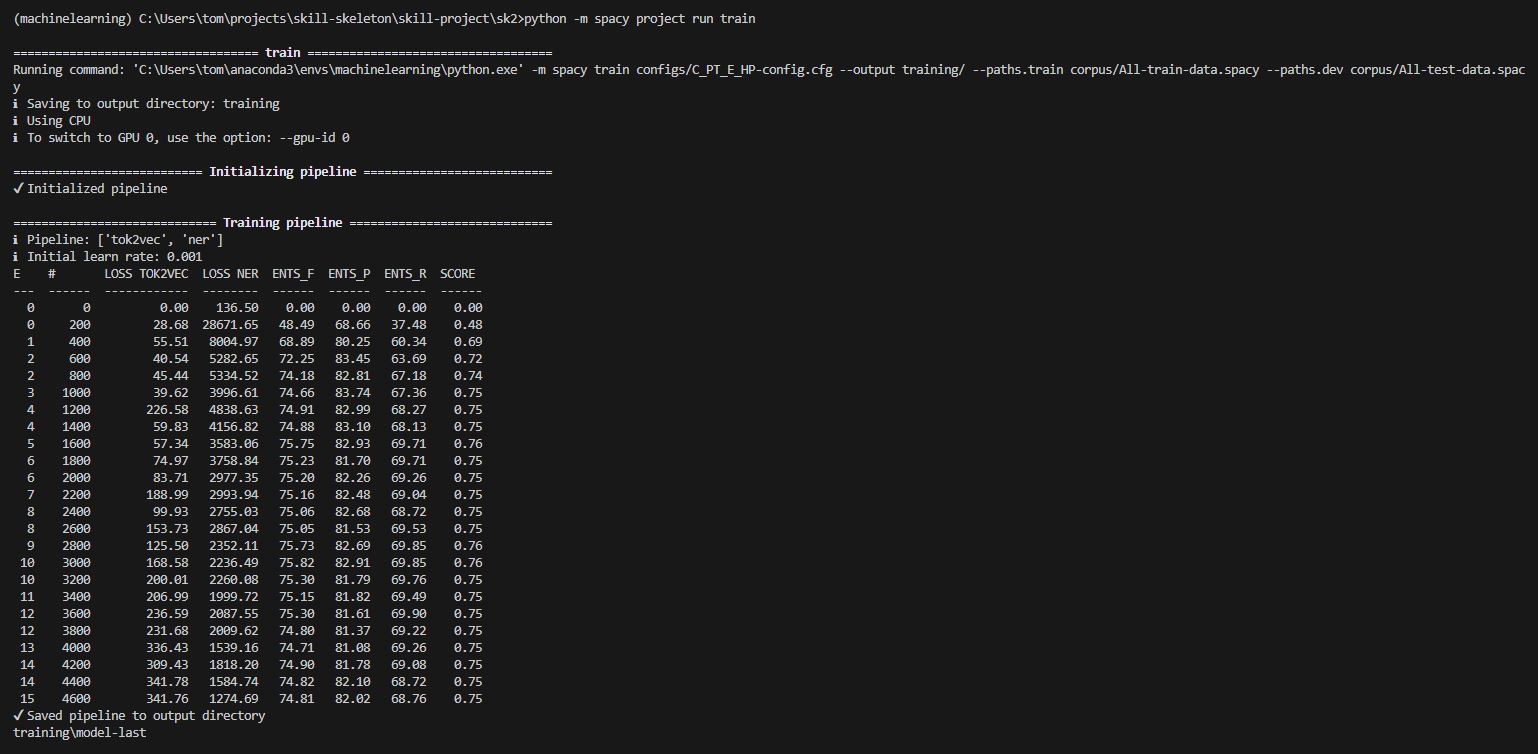 (machinelearning) C:\Users\tom\projects\skill-skeleton\skill-project\sk2>python -m spacy project run train
=================================== train ===================================
Running command: 'C:\Users\tom\anaconda3\envs\machinelearning\python.exe' -m spacy train configs/C_PT_E_HP-config.cfg --output training/ --paths.train corpus/All-train-data.spacy --paths.dev corpus/All-test-data.spac
y
ℹ Saving to output directory: training
ℹ Using CPU
ℹ To switch to GPU 0, use the option: --gpu-id 0
=========================== Initializing pipeline ===========================
✔ Initialized pipeline
============================= Training pipeline =============================
ℹ Pipeline: ['tok2vec', 'ner']
ℹ Initial learn rate: 0.001
E    #       LOSS TOK2VEC  LOSS NER  ENTS_F  ENTS_P  ENTS_R  SCORE
---  ------  ------------  --------  ------  ------  ------  ------
  0       0          0.00    136.50    0.00    0.00    0.00    0.00
  0     200         28.68  28671.65   48.49   68.66   37.48    0.48
  1     400         55.51   8004.97   68.89   80.25   60.34    0.69
  2     600         40.54   5282.65   72.25   83.45   63.69    0.72
  2     800         45.44   5334.52   74.18   82.81   67.18    0.74
  3    1000         39.62   3996.61   74.66   83.74   67.36    0.75
  4    1200        226.58   4838.63   74.91   82.99   68.27    0.75
  4    1400         59.83   4156.82   74.88   83.10   68.13    0.75
  5    1600         57.34   3583.06   75.75   82.93   69.71    0.76
  6    1800         74.97   3758.84   75.23   81.70   69.71    0.75
  6    2000         83.71   2977.35   75.20   82.26   69.26    0.75
  7    2200        188.99   2993.94   75.16   82.48   69.04    0.75
  8    2400         99.93   2755.03   75.06   82.68   68.72    0.75
  8    2600        153.73   2867.04   75.05   81.53   69.53    0.75
  9    2800        125.50   2352.11   75.73   82.69   69.85    0.76
 10    3000        168.58   2236.49   75.82   82.91   69.85    0.76
 10    3200        200.01   2260.08   75.30   81.79   69.76    0.75
 11    3400        206.99   1999.72   75.15   81.82   69.49    0.75
 12    3600        236.59   2087.55   75.30   81.61   69.90    0.75
 12    3800        231.68   2009.62   74.80   81.37   69.22    0.75
 13    4000        336.43   1539.16   74.71   81.08   69.26    0.75
 14    4200        309.43   1818.20   74.90   81.78   69.08    0.75
 14    4400        341.78   1584.74   74.82   82.10   68.72    0.75
 15    4600        341.76   1274.69   74.81   82.02   68.76    0.75
✔ Saved pipeline to output directory
training\model-last